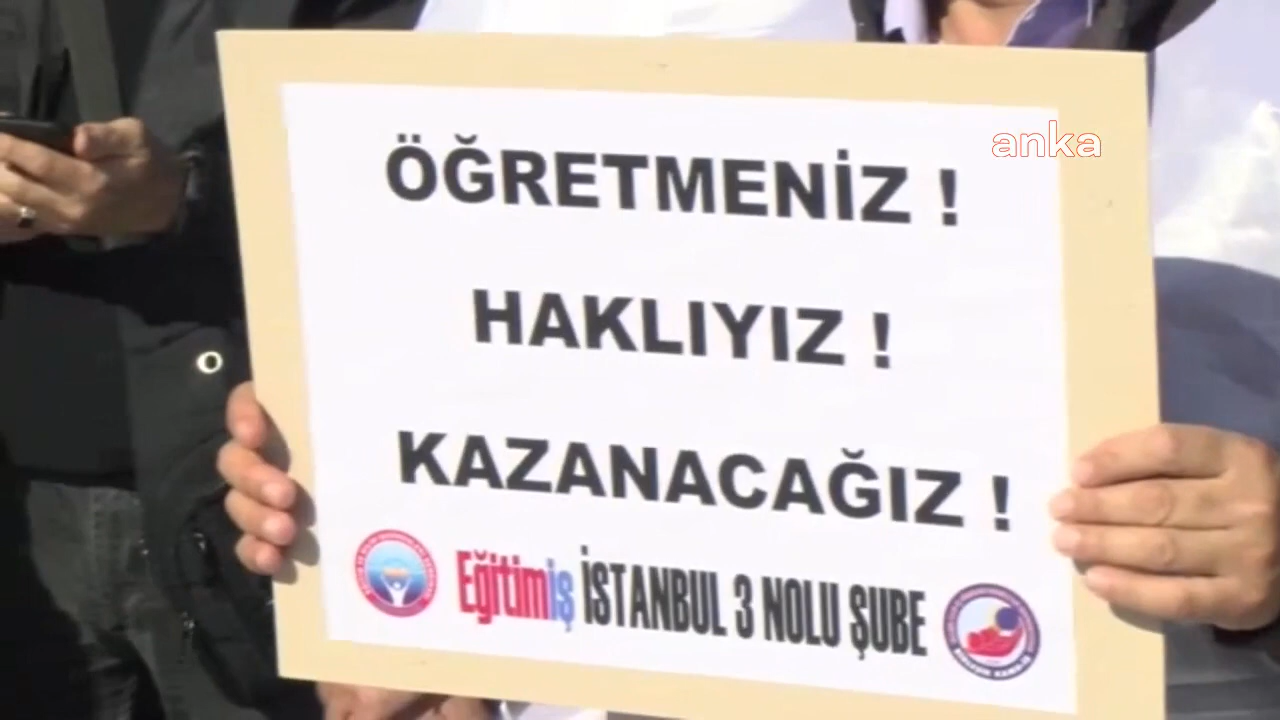 anka
ÖĞRETMENİZ !
HAKLIYIZ !
KAZANACAĞIZ !
Eğitimiş İSTANBUL 3 NOLU ŞUBE